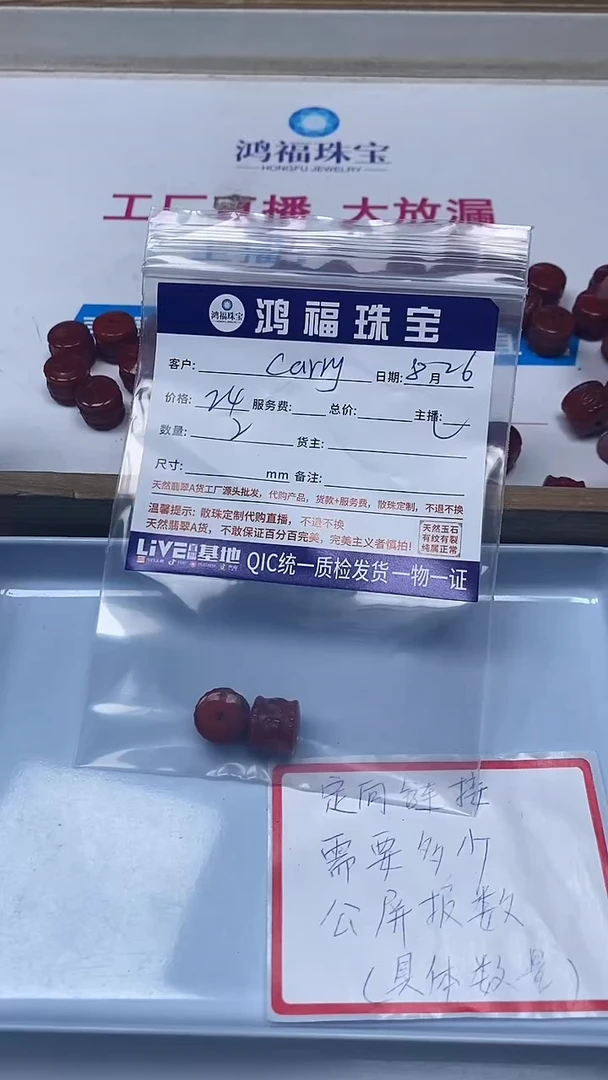 鸿福珠宝
HONGFU JEWELRY
工厂直播 大放漏
鸿福珠宝 鸿福珠宝
客户: Carry 日期: 8月26
价格: 24 服务费: 总价: 主播:
数量: 2 货主:
尺寸: mm 备注:
天然翡翠A货工厂源头批发,代购产品,货款+服务费,散珠定制,不退不换
温馨提示: 散珠定制代购直播,不退不换
天然翡翠A货,不敢保证百分百完美,完美主义者慎拍!
天然玉石
有纹有裂
纯属正常
LIVE 基地 QIC统一质检发货 一物一证
定向链接
需要多少
公屏报数
(具体数量)